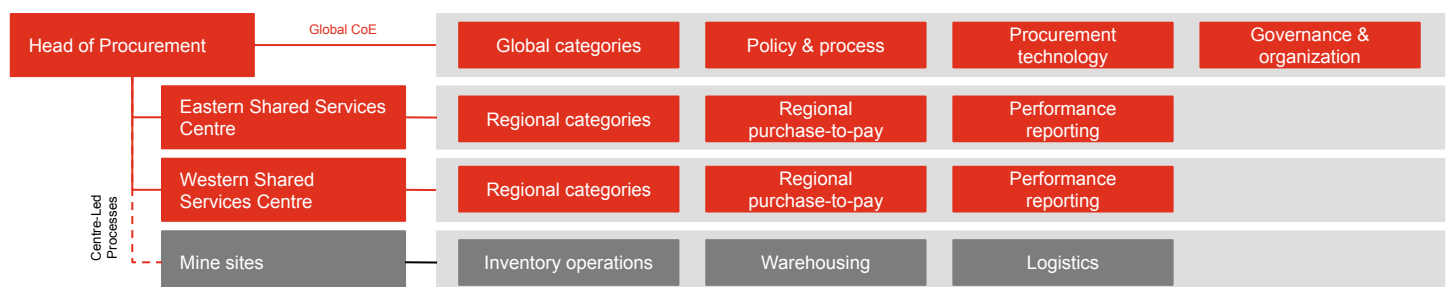 Head of Procurement
Global CoE
Global categories
Policy & process
Procurement
technology
Governance &
organization
Eastern Shared Services
Centre
Regional categories
Regional
purchase-to-pay
Performance
reporting
Western Shared
Services Centre
Regional categories
Regional
purchase-to-pay
Performance
reporting
Centre-Led
Processes
Mine sites
Inventory operations
Warehousing
Logistics